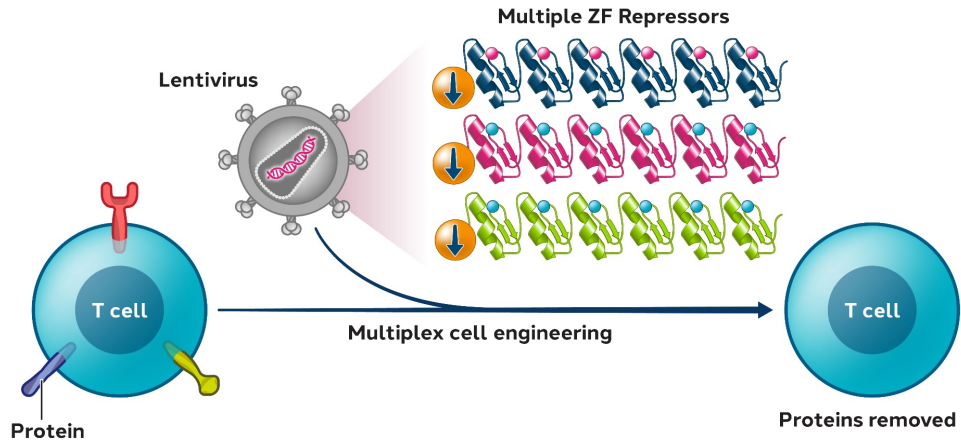 Multiple ZF Repressors
Lentivirus
T cell
T cell
Multiplex cell engineering
Protein
Proteins removed